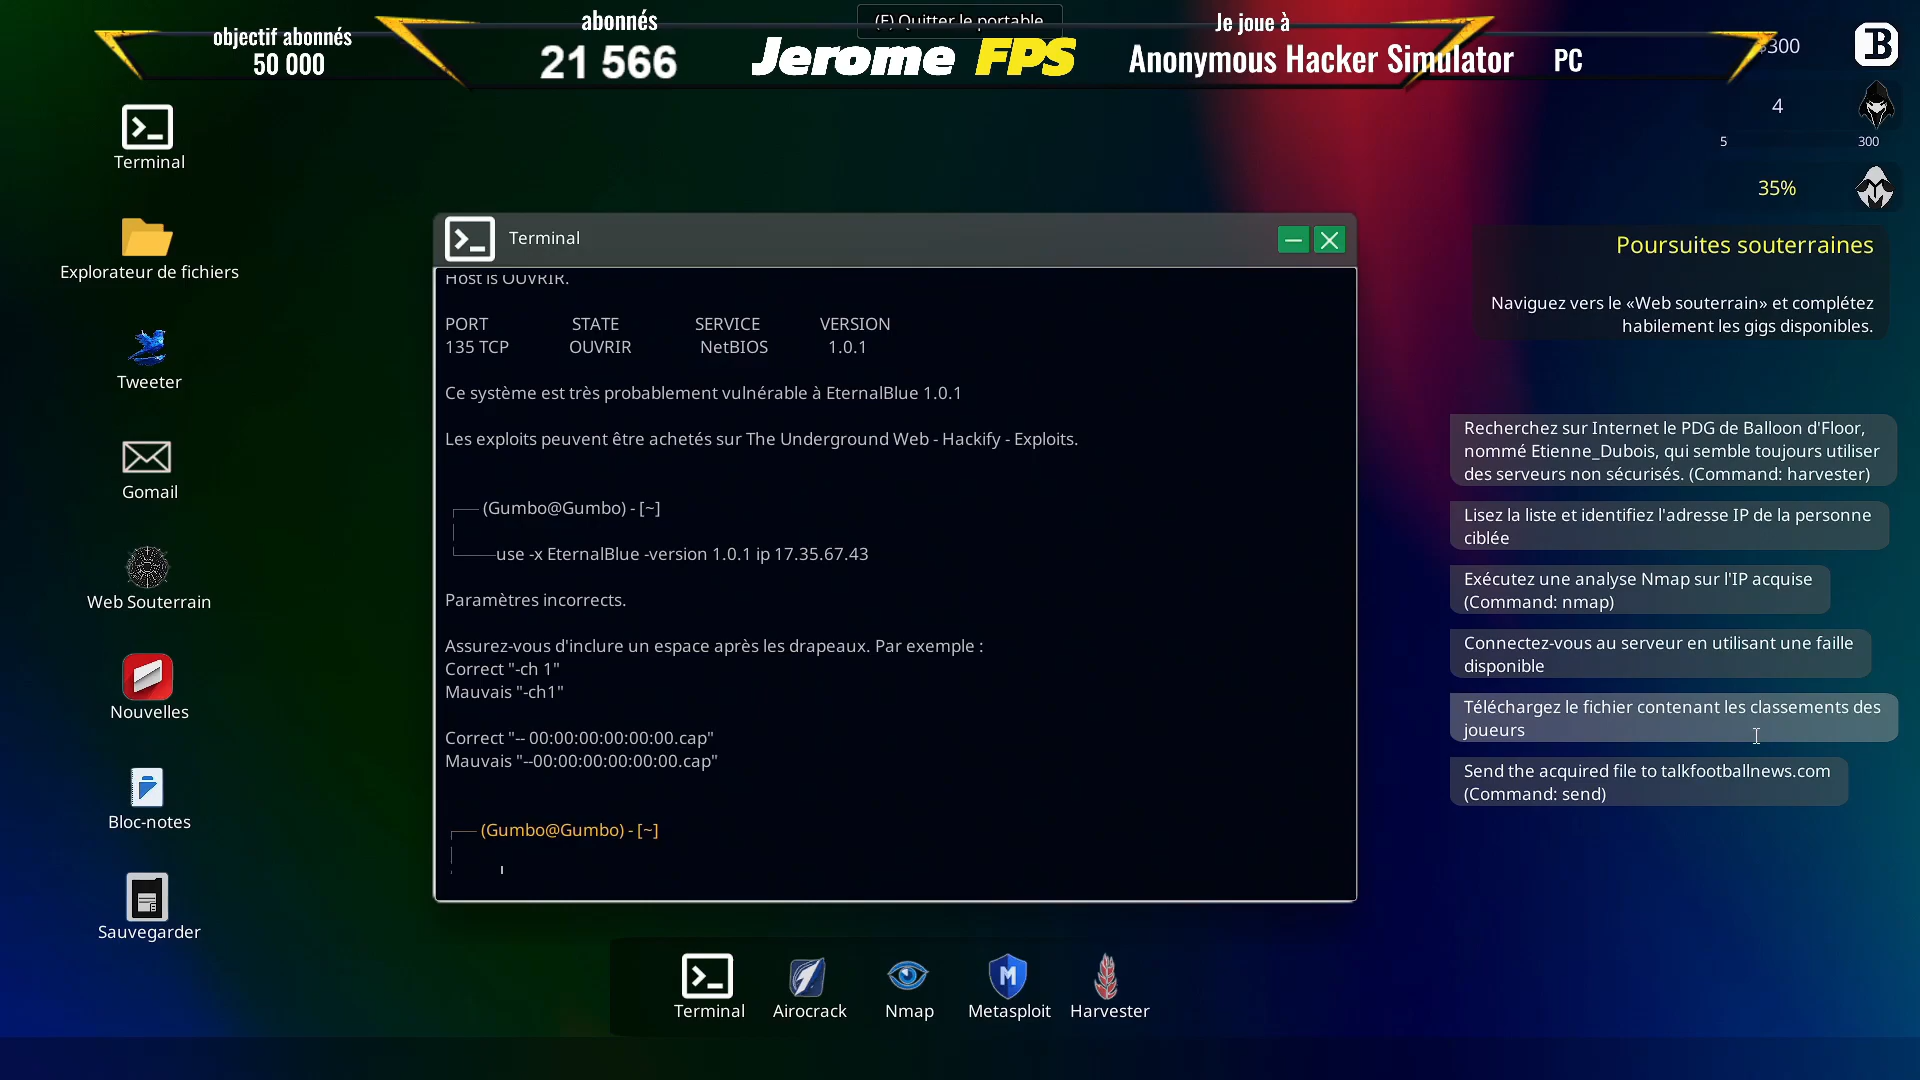 (E) Quitter le portable
objectif abonnés
50 000
abonnés
21 566
Jerome FPS
Je joue à
Anonymous Hacker Simulator
PC
300
B
4
5
300
35%
Terminal
Explorateur de fichiers
Tweeter
Gomail
Web Souterrain
Nouvelles
Bloc-notes
Sauvegarder
Terminal
Host is OUVRIR.
PORT STATE SERVICE VERSION
135 TCP OUVRIR NetBIOS 1.0.1
Ce système est très probablement vulnérable à EternalBlue 1.0.1
Les exploits peuvent être achetés sur The Underground Web - Hackify - Exploits.
(Gumbo@Gumbo) - [~]
use -x EternalBlue -version 1.0.1 ip 17.35.67.43
Paramètres incorrects.
Assurez-vous d'inclure un espace après les drapeaux. Par exemple :
Correct "-ch 1"
Mauvais "-ch1"
Correct "-- 00:00:00:00:00:00.cap"
Mauvais "--00:00:00:00:00:00.cap"
(Gumbo@Gumbo) - [~]
Poursuites souterraines
Naviguez vers le «Web souterrain» et complétez
habilement les gigs disponibles.
Recherchez sur Internet le PDG de Balloon d'Floor,
nommé Etienne_Dubois, qui semble toujours utiliser
des serveurs non sécurisés. (Command: harvester)
Lisez la liste et identifiez l'adresse IP de la personne
ciblée
Exécutez une analyse Nmap sur l'IP acquise
(Command: nmap)
Connectez-vous au serveur en utilisant une faille
disponible
Téléchargez le fichier contenant les classements des
joueurs
Send the acquired file to talkfootballnews.com
(Command: send)
Terminal
Airocrack
Nmap
M
Metasploit
Harvester